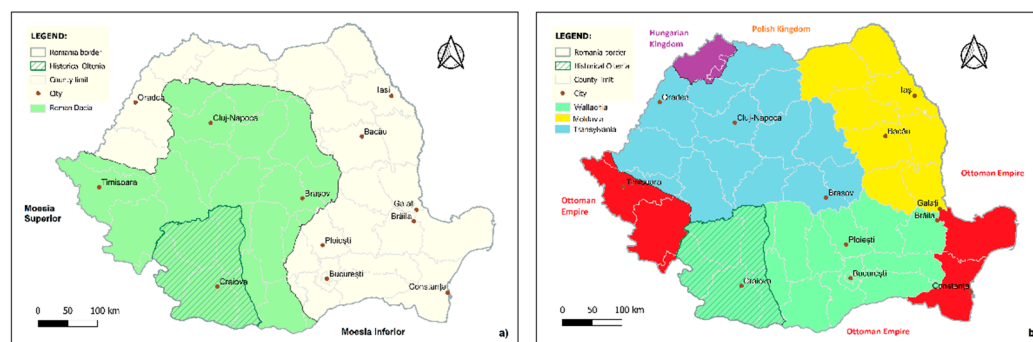 LEGEND:
Romania border
Historical Oltenia
County limit
City
Roman Dacia
Oradea
Cluj-Napoca
Iasi
Bacău
Timisoara
Brașov
Galati
Brăila
Moesia
Superior
Ploiești
București
Craiova
Constanța
0 50 100 km
Moesia Inferior
a)
LEGEND:
Romania border
Historical Oltenia
County limit
City
Wallachia
Moldavia
Transylvania
Hungarian
Kingdom
Polish Kingdom
Oradea
Cluj-Napoca
Iaș
Bacău
Ottoman Empire
Timisoara
Ottoman
Empire
Brașov
Galați
Brăila
Ploiești
București
Craiova
Constanța
0 50 100 km
Ottoman Empire
b